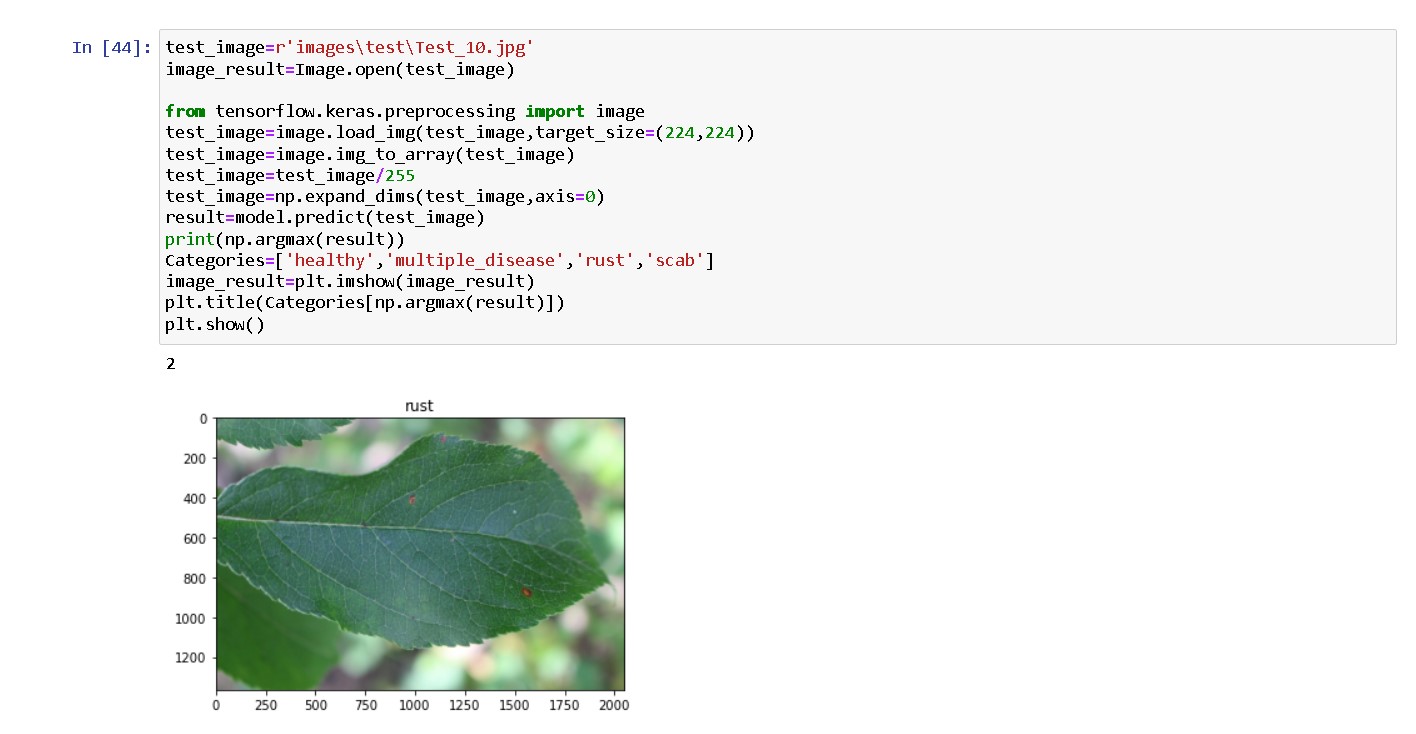 In [44]: test_image=r'images\test\Test_10.jpg'
image_result=Image.open(test_image)
from tensorflow.keras.preprocessing import image
test_image=image.load_img(test_image,target_size=(224,224))
test_image=image.img_to_array(test_image)
test_image=test_image/255
test_image=np.expand_dims(test_image,axis=0)
result=model.predict(test_image)
print(np.argmax(result))
Categories=['healthy','multiple_disease','rust','scab']
image_result=plt.imshow(image_result)
plt.title(Categories[np.argmax(result)])
plt.show()
2
rust
0
200
400
600
800
1000
1200
0 250 500 750 1000 1250 1500 1750 2000